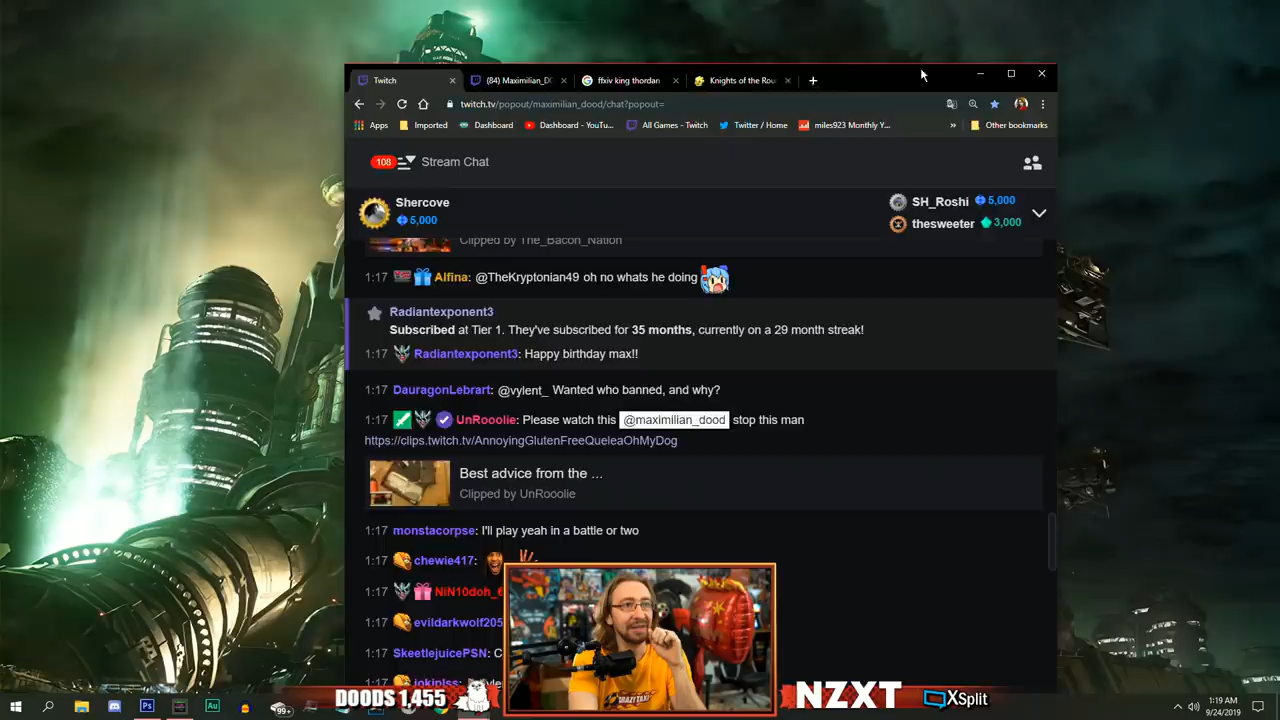 Twitch
(84) Maximilian_D
ffxiv king thordan
Knights of the Rou
twitch.tv/popout/maximilian_dood/chat?popout=
Apps
Imported
Dashboard
Dashboard - YouTu...
All Games - Twitch
Twitter / Home
miles923 Monthly Y...
»
Other bookmarks
108
Stream Chat
Shercove
5,000
SH_Roshi 5,000
thesweeter 3,000
Clipped by The_Bacon_Nation
1:17 Alfina: @TheKryptonian49 oh no whats he doing
Radiantexponent3
Subscribed at Tier 1. They've subscribed for 35 months, currently on a 29 month streak!
1:17 Radiantexponent3: Happy birthday max!!
1:17 DauragonLebrart: @vylent_ Wanted who banned, and why?
1:17 UnRooolie: Please watch this @maximilian_dood stop this man
https://clips.twitch.tv/AnnoyingGlutenFreeQueleaOhMyDog
Best advice from the ...
Clipped by UnRooolie
1:17 monstacorpse: I'll play yeah in a battle or two
1:17 chewie417:
1:17 NiN10doh_
1:17 evildarkwolf205
1:17 SkeetlejuicePSN: C
1:17
DOODS 1,455
NZXT
XSplit
Ps
Au
99+
1:19 AM
9/24/2019